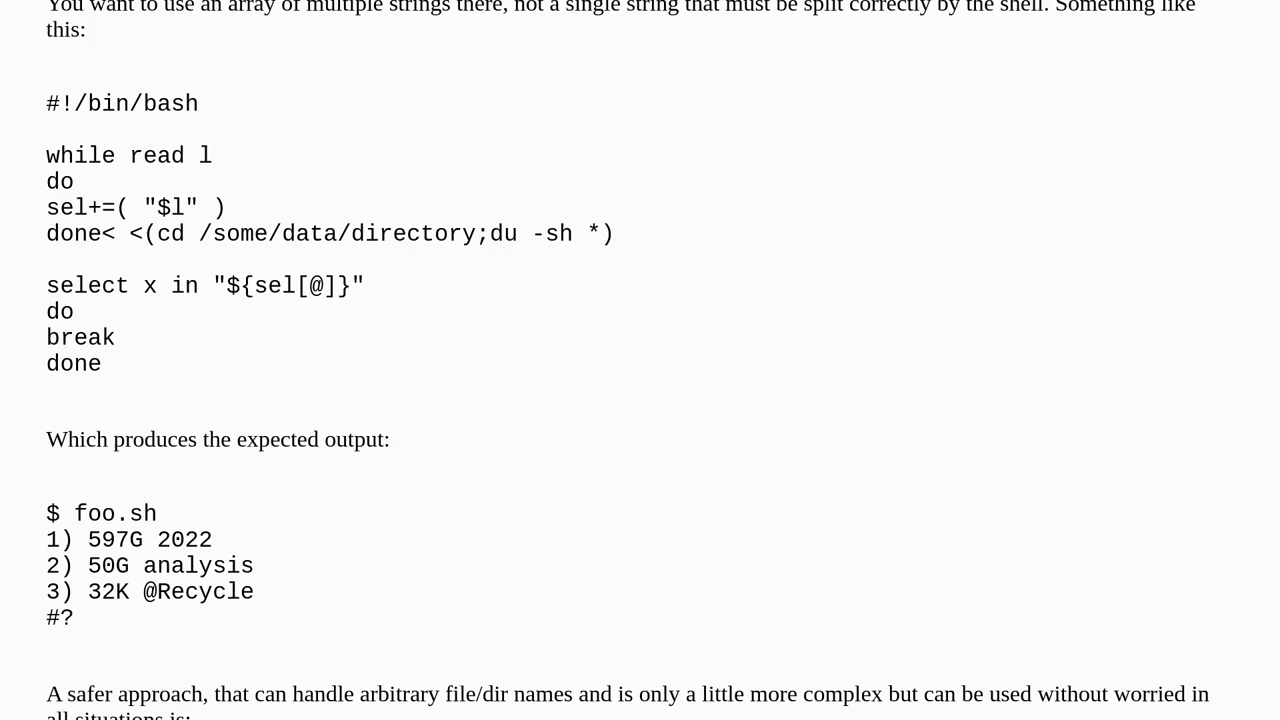 You want to use an array of multiple strings there, not a single string that must be split correctly by the shell. Something like
this:
#!/bin/bash
while read l
do
sel+=( "$l" )
done< <(cd /some/data/directory;du -sh *)
select x in "${sel[@]}"
do
break
done
Which produces the expected output:
$ foo.sh
1) 597G 2022
2) 50G analysis
3) 32K @Recycle
#?
A safer approach, that can handle arbitrary file/dir names and is only a little more complex but can be used without worried in
all situations is: